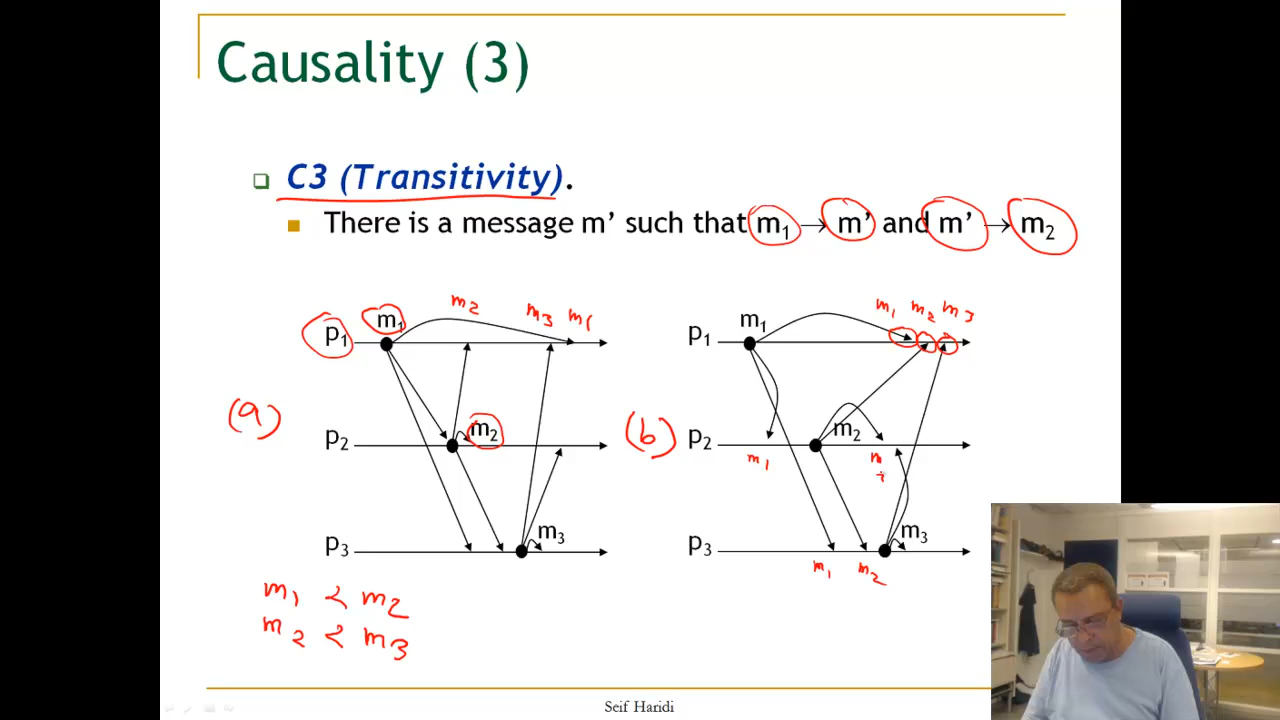 Causality (3)
C3 (Transitivity).
There is a message m’ such that m1 → m’ and m’ → m2
m2 m3 m1
m1
p1
(a)
p2
m2
p3
m3
m1 < m2
m2 < m3
m1 m2 m3
m1
p1
(b)
p2
m2
m1
m
p3
m3
m1 m2
Seif Haridi